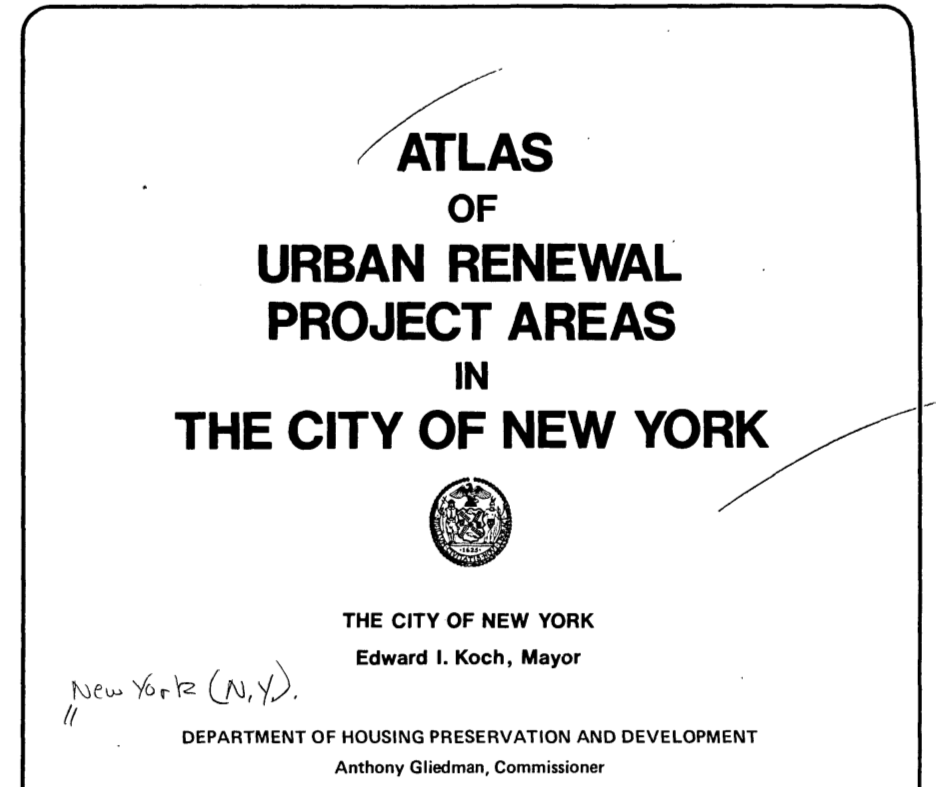 ATLAS
OF
URBAN RENEWAL
PROJECT AREAS
IN
THE CITY OF NEW YORK
·1625·
THE CITY OF NEW YORK
Edward I. Koch, Mayor
New York (N.Y.).
DEPARTMENT OF HOUSING PRESERVATION AND DEVELOPMENT
Anthony Gliedman, Commissioner